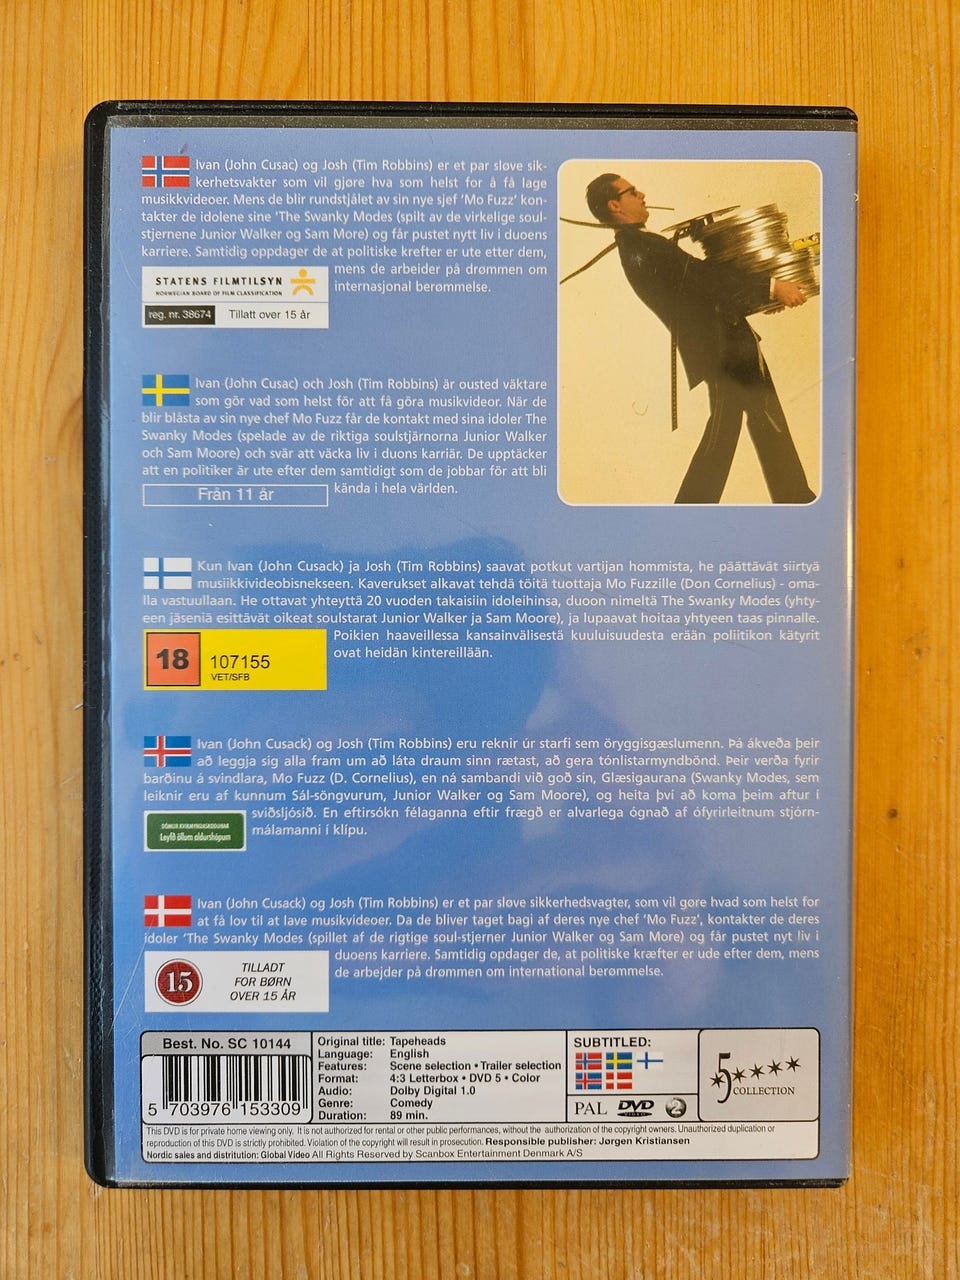 Ivan (John Cusac) og Josh (Tim Robbins) er et par sløve sik-
kerhetsvakter som vil gjøre hva som helst for å få lage
musikkvideoer. Mens de blir rundstjålet av sin nye sjef 'Mo Fuzz' kon-
takter de idolene sine 'The Swanky Modes (spilt av de virkelige soul-
stjernene Junior Walker og Sam More) og får pustet nytt liv i duoens
karriere. Samtidig oppdager de at politiske krefter er ute etter dem,
mens de arbeider på drømmen om
internasjonal berømmelse.
STATENS FILMTILSYN
NORWEGIAN BOARD OF FILM CLASSIFICATION
reg. nr. 38674 Tillatt over 15 år
Ivan (John Cusac) och Josh (Tim Robbins) är ousted väktare
som gör vad som helst för att få göra musikvideor. När de
blir blåsta av sin nye chef Mo Fuzz får de kontakt med sina idoler The
Swanky Modes (spelade av de riktiga soulstjärnorna Junior Walker
och Sam Moore) och svär att väcka liv i duons karriär. De upptäcker
att en politiker är ute efter dem samtidigt som de jobbar för att bli
kända i hela världen.
Från 11 år
Kun Ivan (John Cusack) ja Josh (Tim Robbins) saavat potkut vartijan hommista, he päättävät siirtyä
musiikkivideobisnekseen. Kaverukset alkavat tehdä töitä tuottaja Mo Fuzzille (Don Cornelius) - oma-
lla vastuullaan. He ottavat yhteyttä 20 vuoden takaisiin idoleihinsa, duoon nimeltä The Swanky Modes (yhty-
een jäseniä esittävät oikeat soulstarat Junior Walker ja Sam Moore), ja lupaavat hoitaa yhtyeen taas pinnalle.
Poikien haaveillessa kansainvälisestä kuuluisuudesta erään poliitikon kätyrit
ovat heidän kintereillään.
18 107155
VET/SFB
Ivan (John Cusack) og Josh (Tim Robbins) eru reknir úr starfi sem öryggisgæslumenn. Þá ákveða þeir
að leggja sig alla fram um að láta draum sinn rætast, að gera tónlistarmyndbönd. Þeir verða fyrir
barðinu á svindlara, Mo Fuzz (D. Cornelius), en ná sambandi við goð sín, Glæsigaurana (Swanky Modes, sem
leiknir eru af kunnum Sál-söngvurum, Junior Walker og Sam Moore), og heita því að koma þeim aftur í
sviðsljósið. En eftirsókn félaganna eftir frægð er alvarlega ógnað af ófyrirleitnum stjórn-
málamanni í klípu.
Leyfð öllum aldurshópum
Ivan (John Cusack) og Josh (Tim Robbins) er et par sløve sikkerhedsvagter, som vil gøre hvad som helst for
at få lov til at lave musikvideoer. Da de bliver taget bagi af deres nye chef 'Mo Fuzz', kontakter de deres
idoler 'The Swanky Modes (spillet af de rigtige soul-stjerner Junior Walker og Sam More) og får pustet nyt liv i
duoens karriere. Samtidig opdager de, at politiske kræfter er ude efter dem, mens
de arbejder på drømmen om international berømmelse.
15 TILLADT
FOR BØRN
OVER 15 ÅR
Best. No. SC 10144
5 703976 153309
Original title: Tapeheads
Language: English
Features: Scene selection • Trailer selection
Format: 4:3 Letterbox • DVD 5 • Color
Audio: Dolby Digital 1.0
Genre: Comedy
Duration: 89 min.
SUBTITLED:
PAL DVD VIDEO 2
5 COLLECTION
This DVD is for private home viewing only. It is not authorized for rental or other public performances, without the authorization of the copyright owners. Unauthorized duplication or
reproduction of this DVD is strictly prohibited. Violation of the copyright will result in prosecution. Responsible publisher: Jørgen Kristiansen
Nordic sales and distribution: Global Video All Rights Reserved by Scanbox Entertainment Denmark A/S